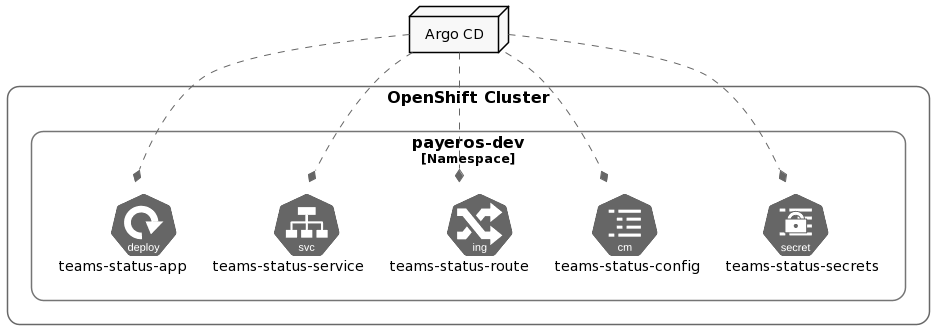 Argo CD
OpenShift Cluster
payeros-dev
[Namespace]
deploy
svc
ing
cm
secret
teams-status-app
teams-status-service
teams-status-route
teams-status-config
teams-status-secrets